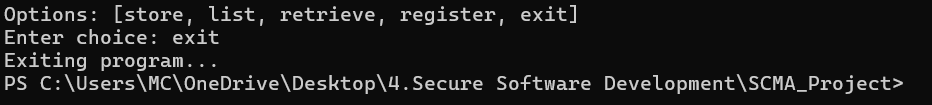 Options: [store, list, retrieve, register, exit]
Enter choice: exit
Exiting program...
PS C:\Users\MC\OneDrive\Desktop\4.Secure Software Development\SCMA_Project>